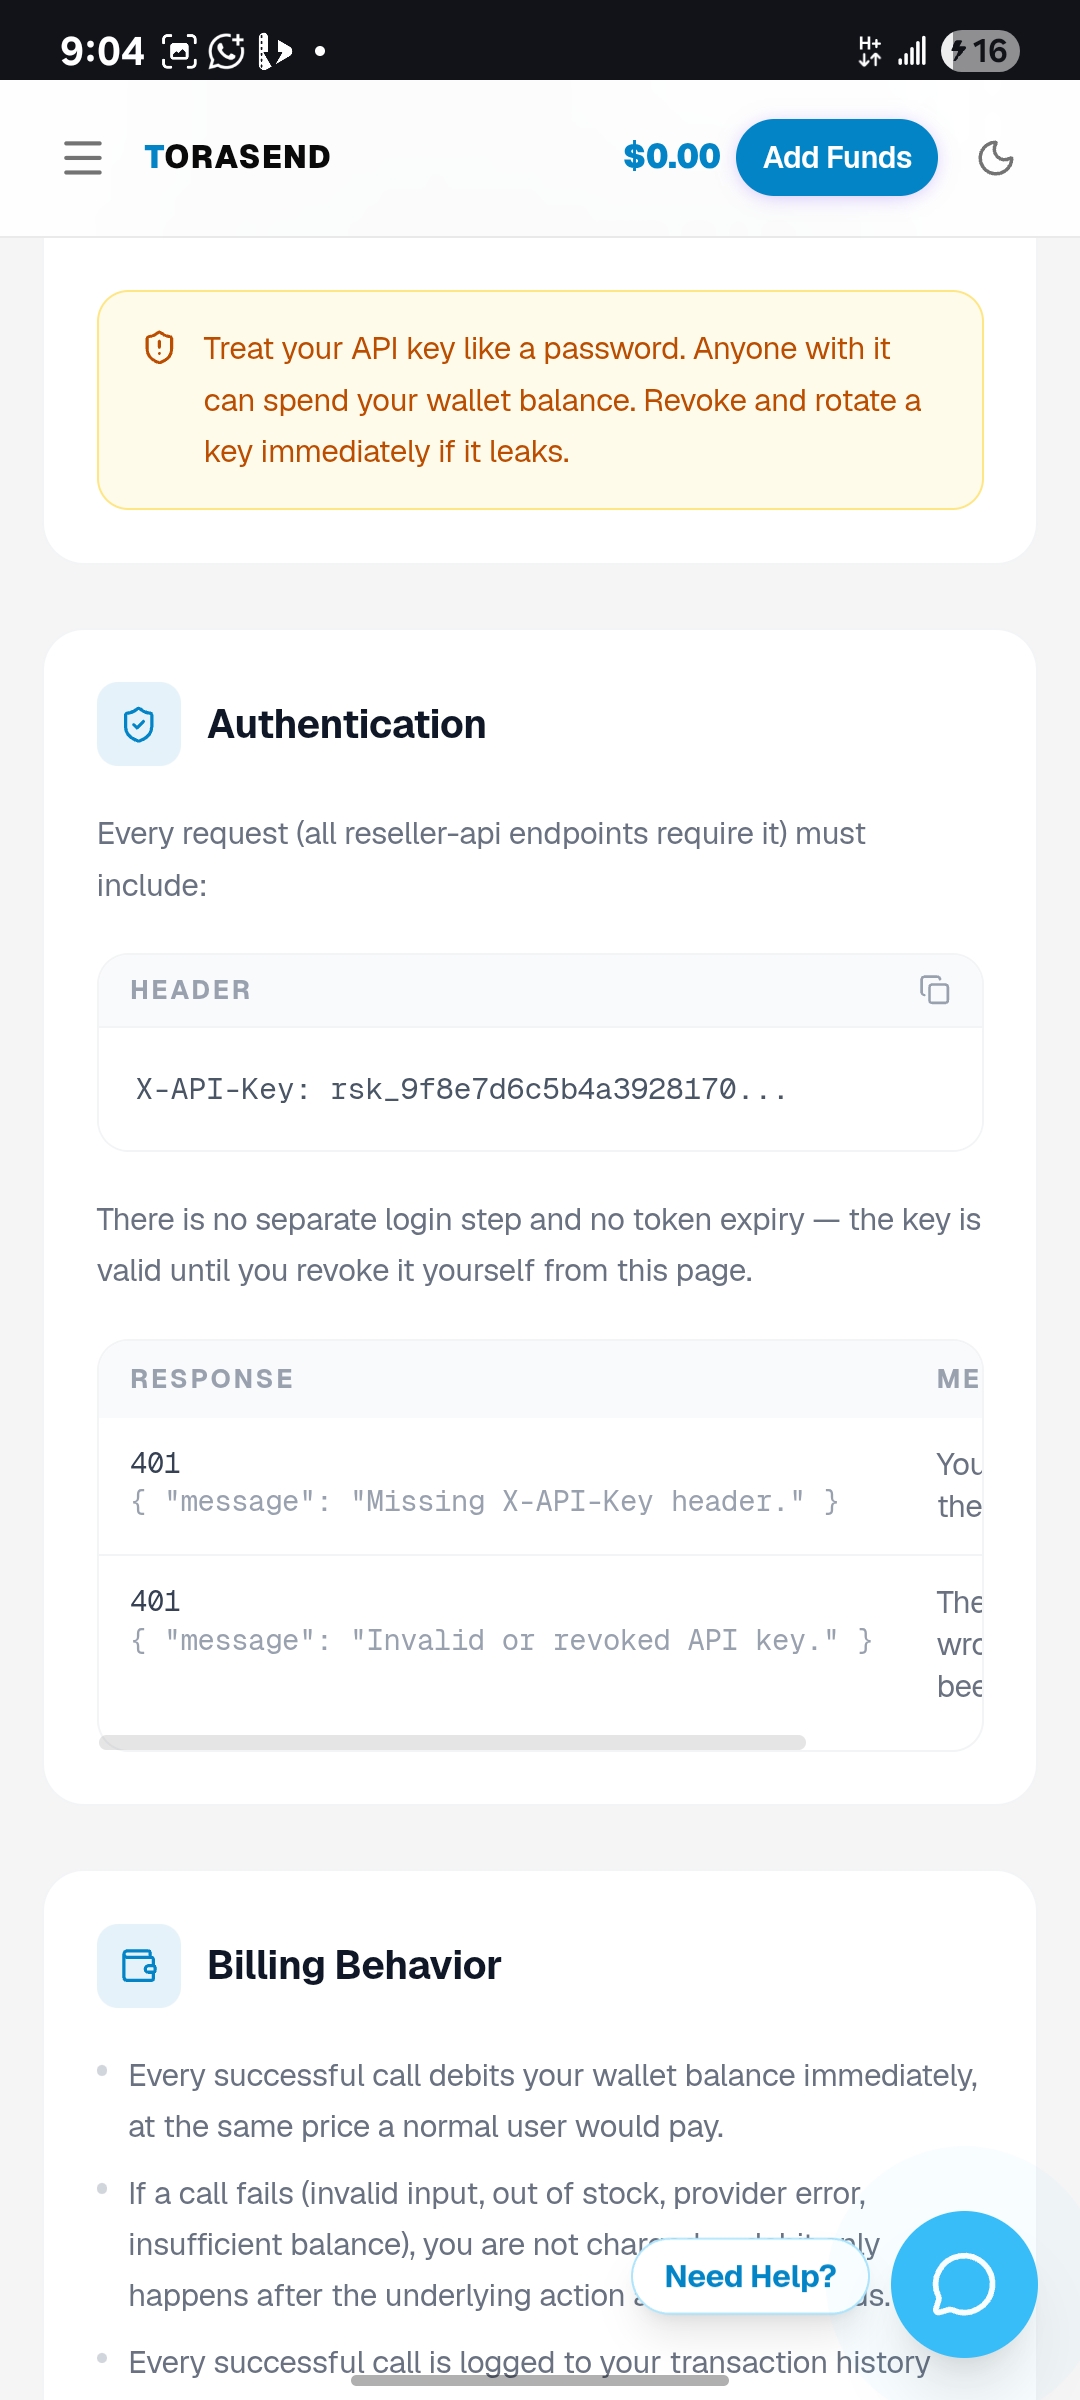 9:04
H+
16
TORASEND
$0.00
Add Funds
Treat your API key like a password. Anyone with it
can spend your wallet balance. Revoke and rotate a
key immediately if it leaks.
Authentication
Every request (all reseller-api endpoints require it) must
include:
HEADER
X-API-Key: rsk_9f8e7d6c5b4a3928170...
There is no separate login step and no token expiry — the key is
valid until you revoke it yourself from this page.
RESPONSE ME
401 You
{ "message": "Missing X-API-Key header." } the
401 The
{ "message": "Invalid or revoked API key." } wro
bee
Billing Behavior
Every successful call debits your wallet balance immediately,
at the same price a normal user would pay.
If a call fails (invalid input, out of stock, provider error,
insufficient balance), you are not
happens after the underlying action
Need Help?
Every successful call is logged to your transaction history